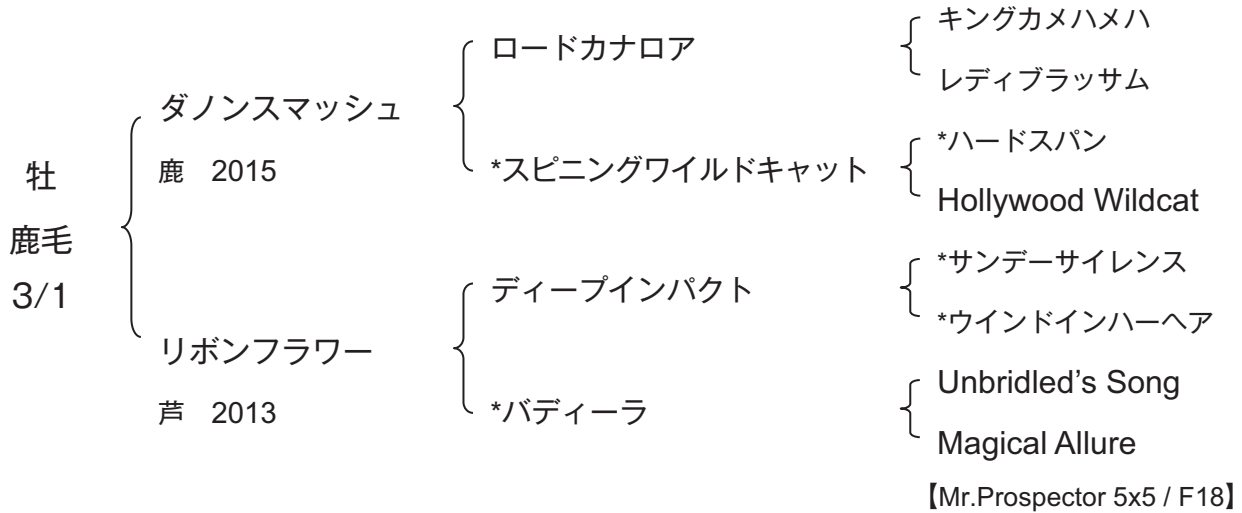 牡
鹿毛
3/1
ダノンスマッシュ
鹿 2015
リボンフラワー
芦 2013
ロードカナロア
*スピニングワイルドキャット
ディープインパクト
*バディーラ
キングカメハメハ
レディブラッサム
*ハードスパン
Hollywood Wildcat
*サンデーサイレンス
*ウインドインハーヘア
Unbridled's Song
Magical Allure
【Mr.Prospector 5x5 / F18】